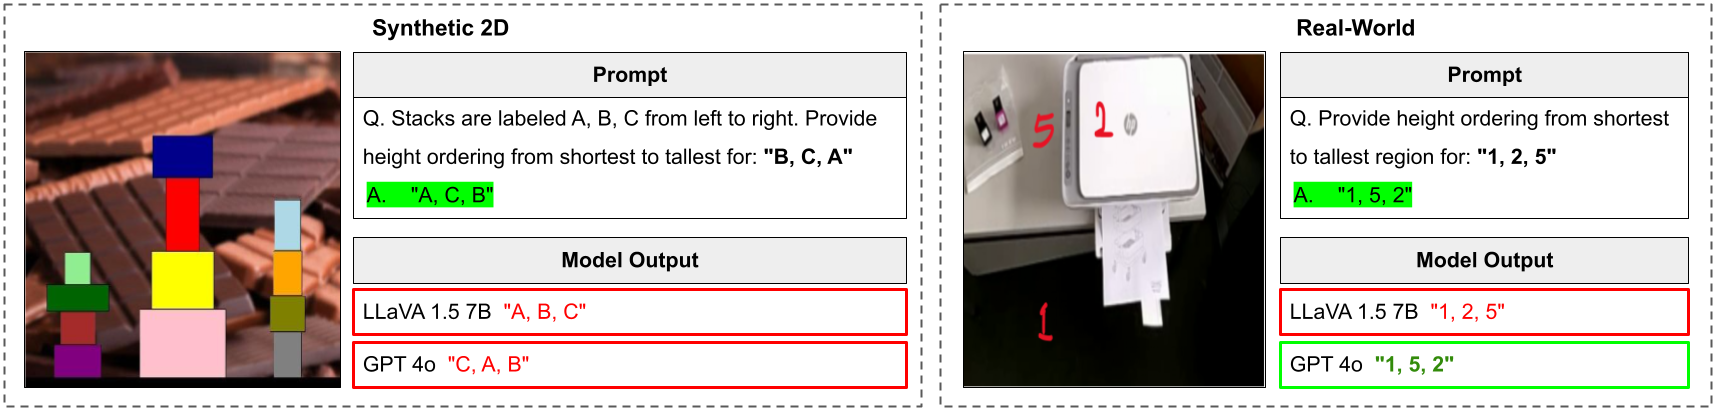 Synthetic 2D
Prompt
Q. Stacks are labeled A, B, C from left to right. Provide
height ordering from shortest to tallest for: "B, C, A"
A. "A, C, B"
Model Output
LLaVA 1.5 7B "A, B, C"
GPT 4o "C, A, B"
Real-World
5
2
hp
1
Prompt
Q. Provide height ordering from shortest
to tallest region for: "1, 2, 5"
A. "1, 5, 2"
Model Output
LLaVA 1.5 7B "1, 2, 5"
GPT 4o "1, 5, 2"